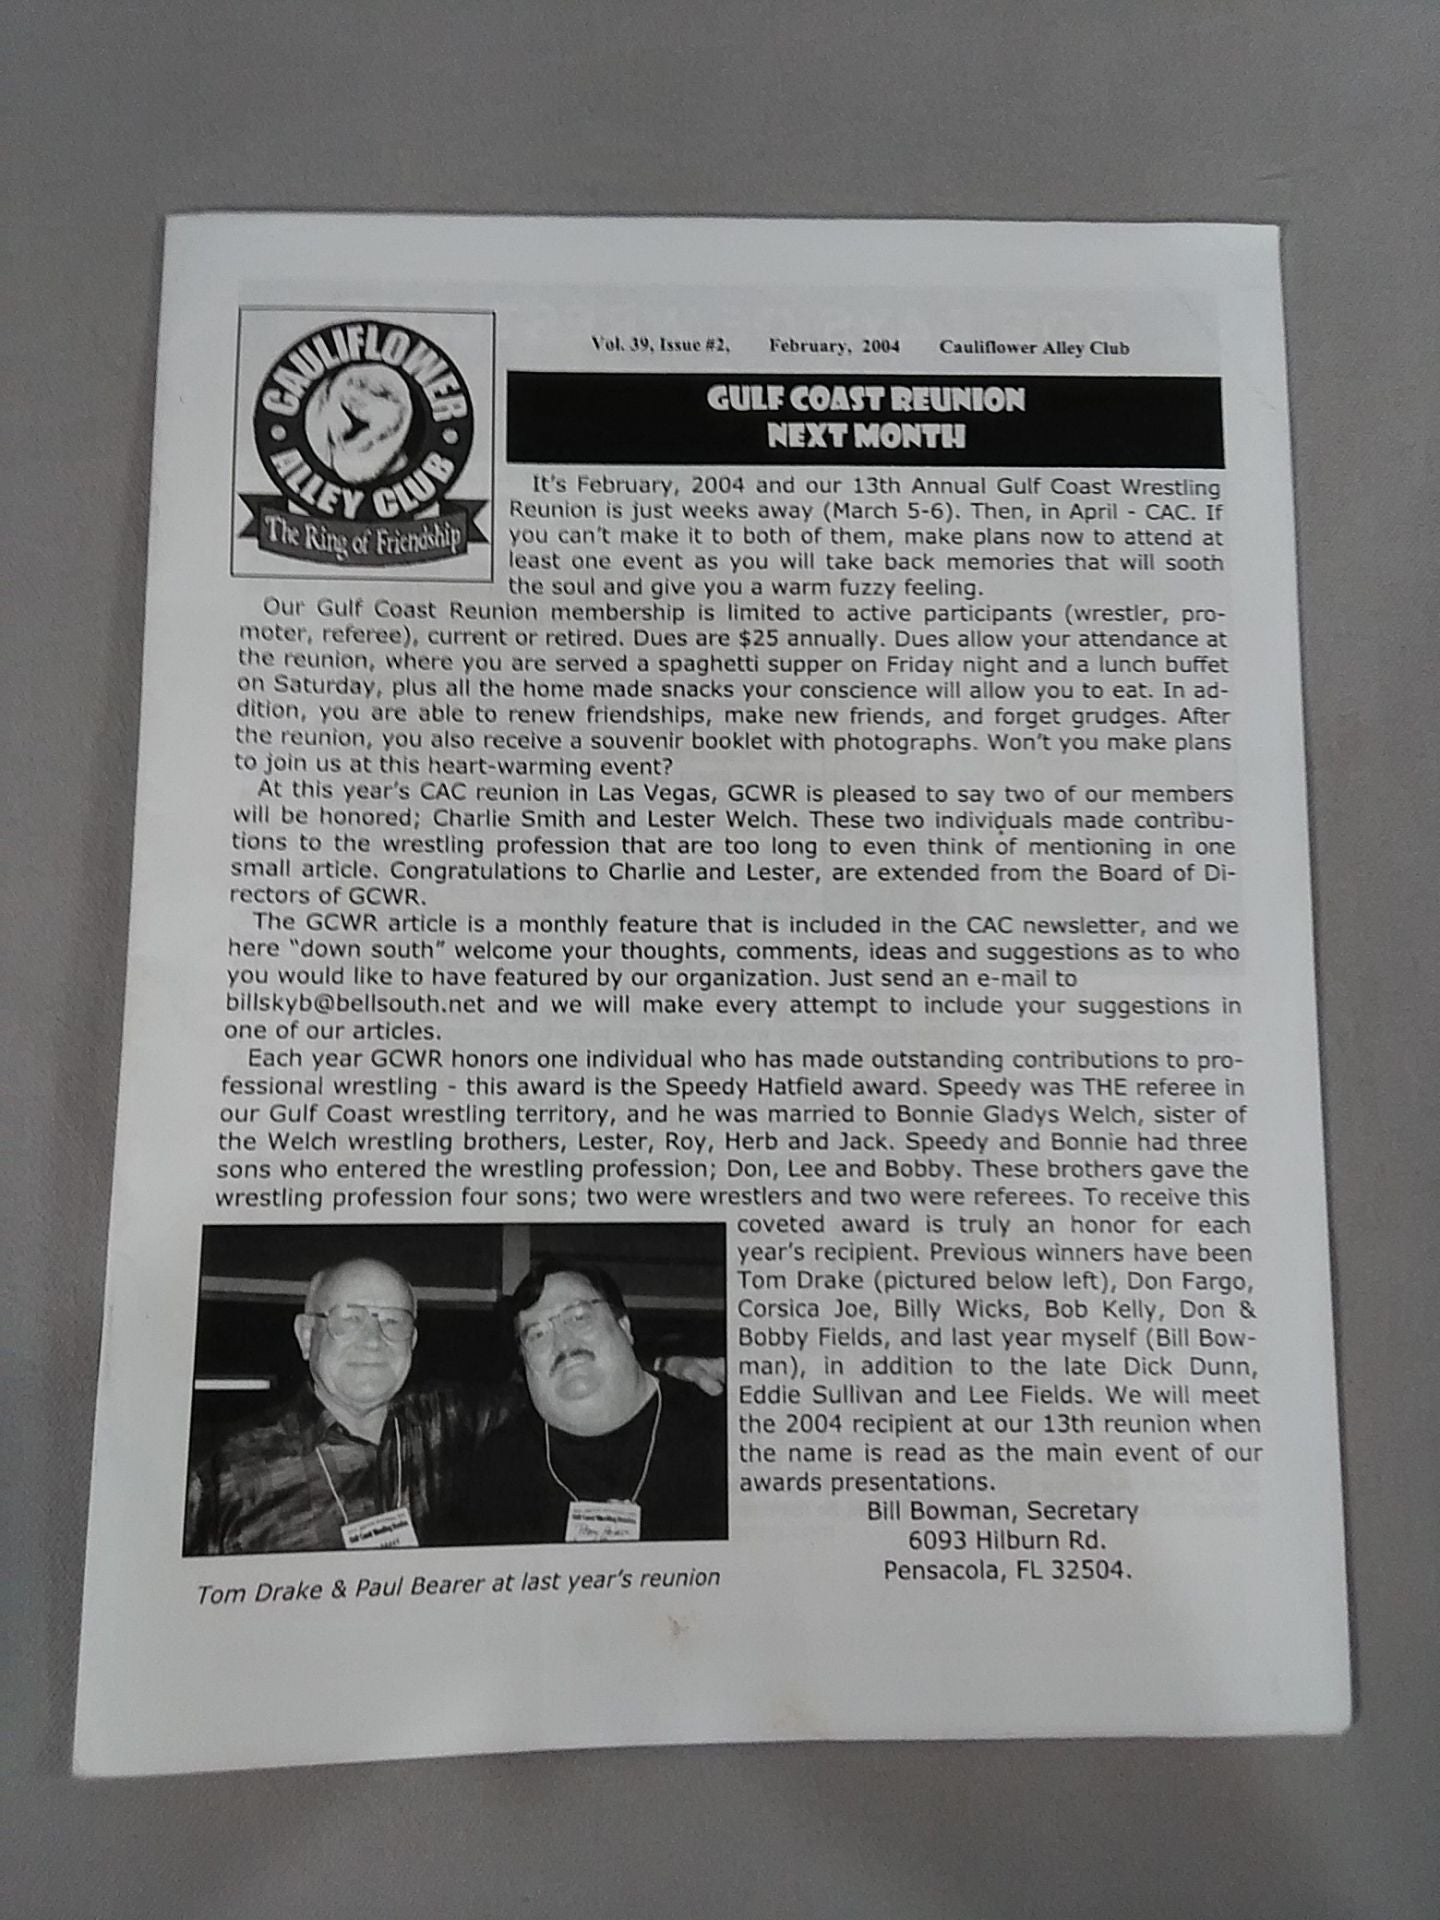 CAULIFLOWER
ALLEY CLUB
The Ring of Friendship
Vol. 39, Issue #2, February, 2004 Cauliflower Alley Club
GULF COAST REUNION
NEXT MONTH
It's February, 2004 and our 13th Annual Gulf Coast Wrestling
Reunion is just weeks away (March 5-6). Then, in April - CAC. If
you can't make it to both of them, make plans now to attend at
least one event as you will take back memories that will sooth
the soul and give you a warm fuzzy feeling.
Our Gulf Coast Reunion membership is limited to active participants (wrestler, pro-
moter, referee), current or retired. Dues are $25 annually. Dues allow your attendance at
the reunion, where you are served a spaghetti supper on Friday night and a lunch buffet
on Saturday, plus all the home made snacks your conscience will allow you to eat. In ad-
dition, you are able to renew friendships, make new friends, and forget grudges. After
the reunion, you also receive a souvenir booklet with photographs. Won't you make plans
to join us at this heart-warming event?
At this year's CAC reunion in Las Vegas, GCWR is pleased to say two of our members
will be honored; Charlie Smith and Lester Welch. These two individuals made contribu-
tions to the wrestling profession that are too long to even think of mentioning in one
small article. Congratulations to Charlie and Lester, are extended from the Board of Di-
rectors of GCWR.
The GCWR article is a monthly feature that is included in the CAC newsletter, and we
here "down south" welcome your thoughts, comments, ideas and suggestions as to who
you would like to have featured by our organization. Just send an e-mail to
billskyb@bellsouth.net and we will make every attempt to include your suggestions in
one of our articles.
Each year GCWR honors one individual who has made outstanding contributions to pro-
fessional wrestling - this award is the Speedy Hatfield award. Speedy was THE referee in
our Gulf Coast wrestling territory, and he was married to Bonnie Gladys Welch, sister of
the Welch wrestling brothers, Lester, Roy, Herb and Jack. Speedy and Bonnie had three
sons who entered the wrestling profession; Don, Lee and Bobby. These brothers gave the
wrestling profession four sons; two were wrestlers and two were referees. To receive this
coveted award is truly an honor for each
year's recipient. Previous winners have been
Tom Drake (pictured below left), Don Fargo,
Corsica Joe, Billy Wicks, Bob Kelly, Don &
Bobby Fields, and last year myself (Bill Bow-
man), in addition to the late Dick Dunn,
Eddie Sullivan and Lee Fields. We will meet
the 2004 recipient at our 13th reunion when
the name is read as the main event of our
awards presentations.
Bill Bowman, Secretary
6093 Hilburn Rd.
Pensacola, FL 32504.
Tom Drake & Paul Bearer at last year's reunion